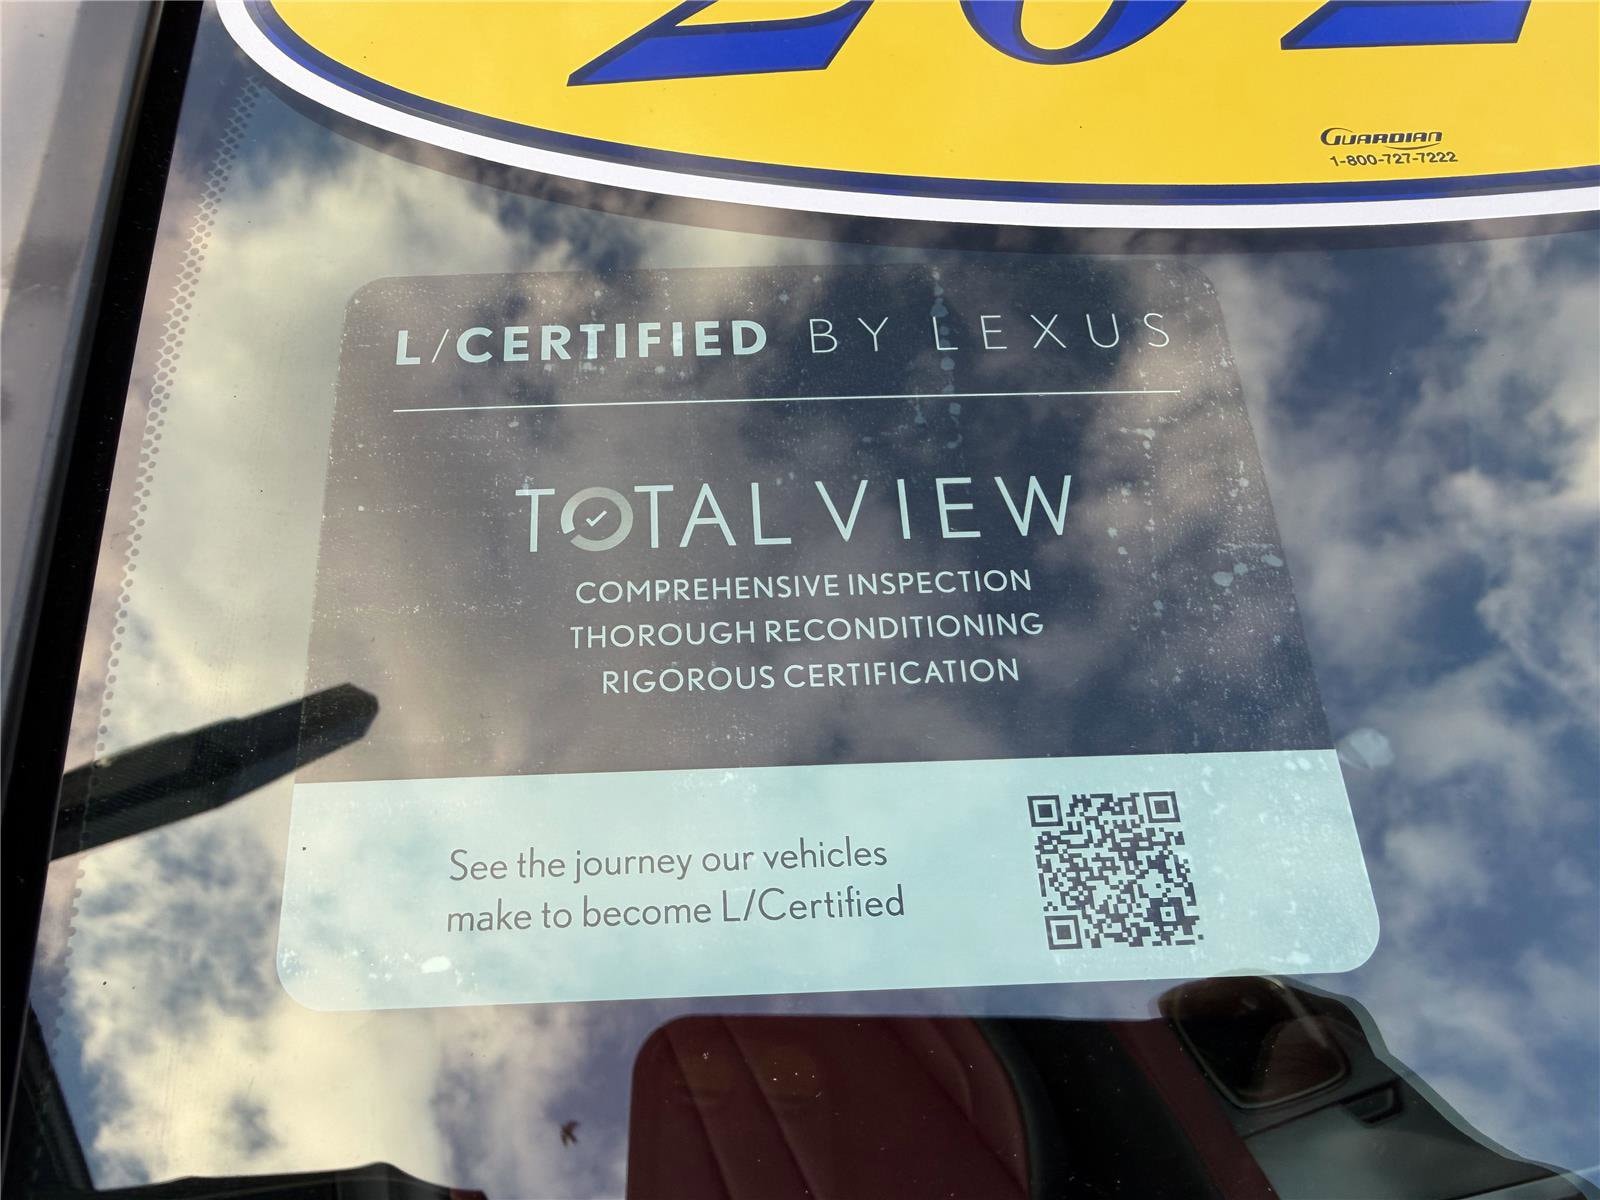 202
GUARDIAN
1-800-727-7222
L/CERTIFIED BY LEXUS
TOTAL VIEW
COMPREHENSIVE INSPECTION
THOROUGH RECONDITIONING
RIGOROUS CERTIFICATION
See the journey our vehicles
make to become L/Certified